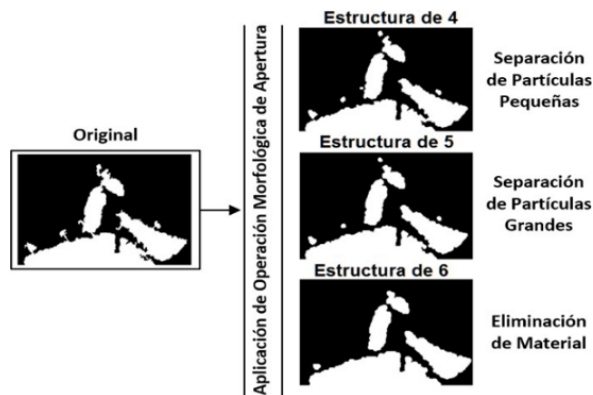 Original
Aplicación de Operación Morfológica de Apertura
Estructura de 4
Separación
de Partículas
Pequeñas
Estructura de 5
Separación
de Partículas
Grandes
Estructura de 6
Eliminación
de Material